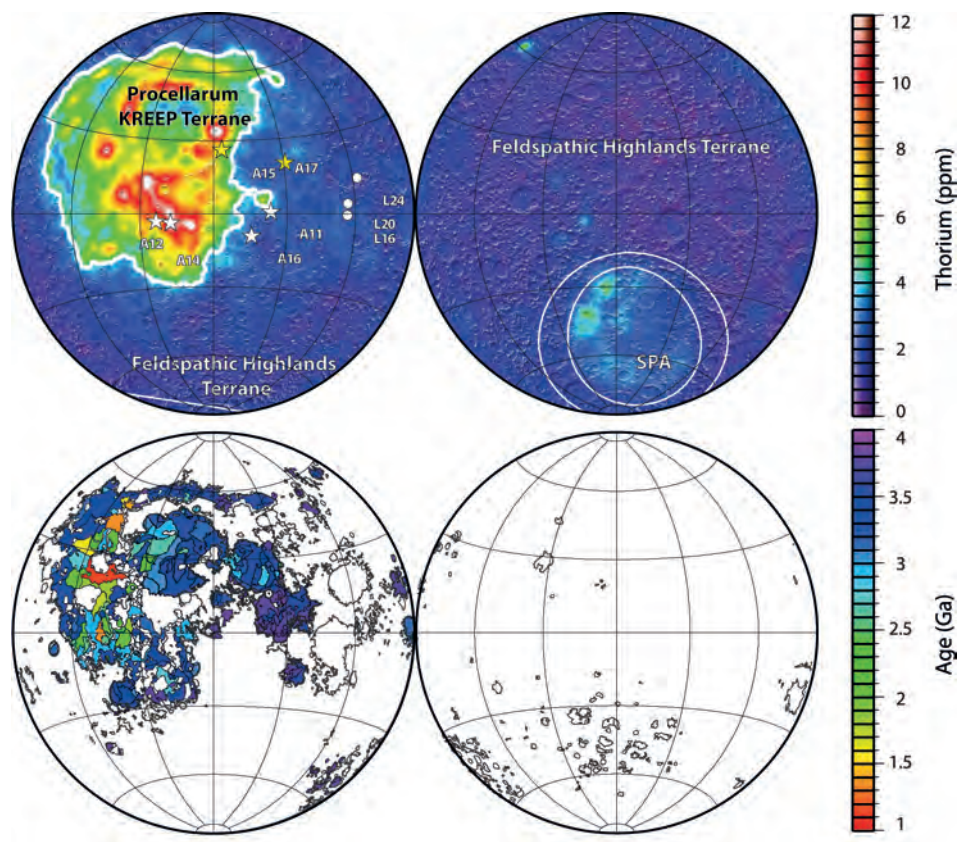 Procellarum
KREEP Terrane
A15
A17
L24
L20
L16
A11
A16
A12
A14
Feldspathic Highlands
Terrane
Feldspathic Highlands Terrane
SPA
12
10
8
6
4
2
0
Thorium (ppm)
4
3.5
3
2.5
2
1.5
1
Age (Ga)